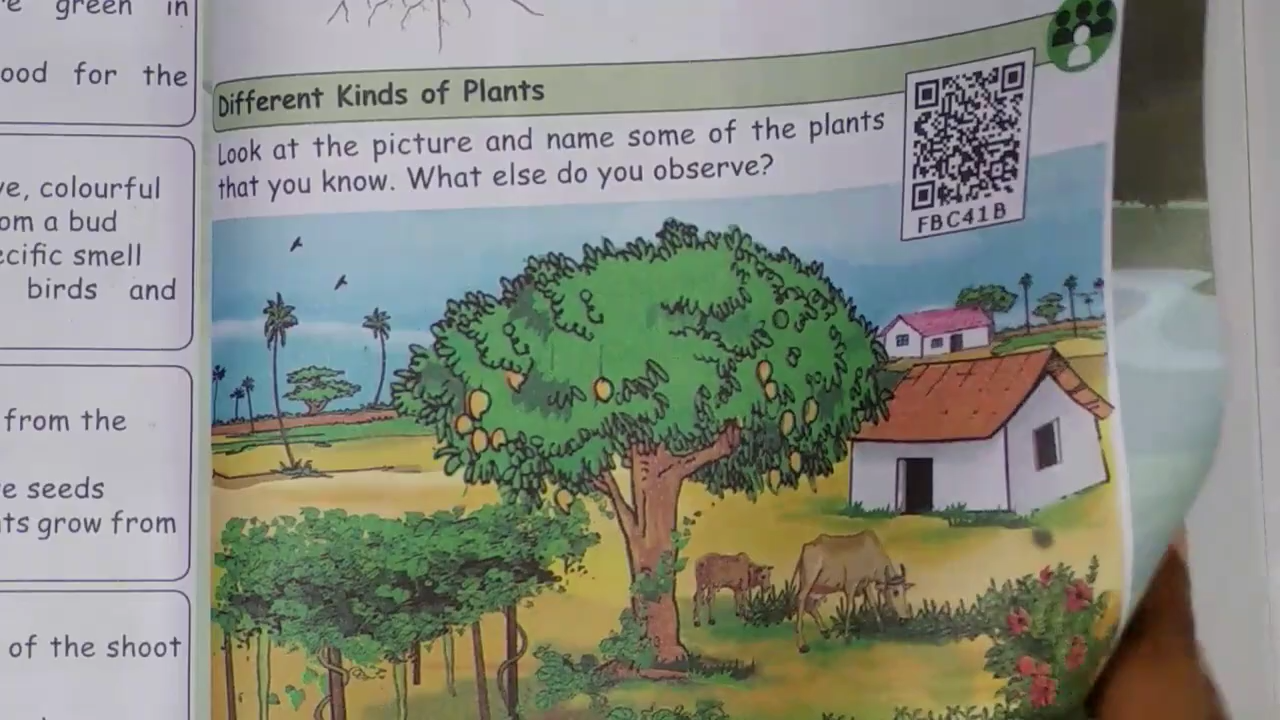 green in
ood for the
ve, colourful
om a bud
ecific smell
birds and
from the
e seeds
ts grow from
of the shoot
Different Kinds of Plants
Look at the picture and name some of the plants
that you know. What else do you observe?
FBC41B